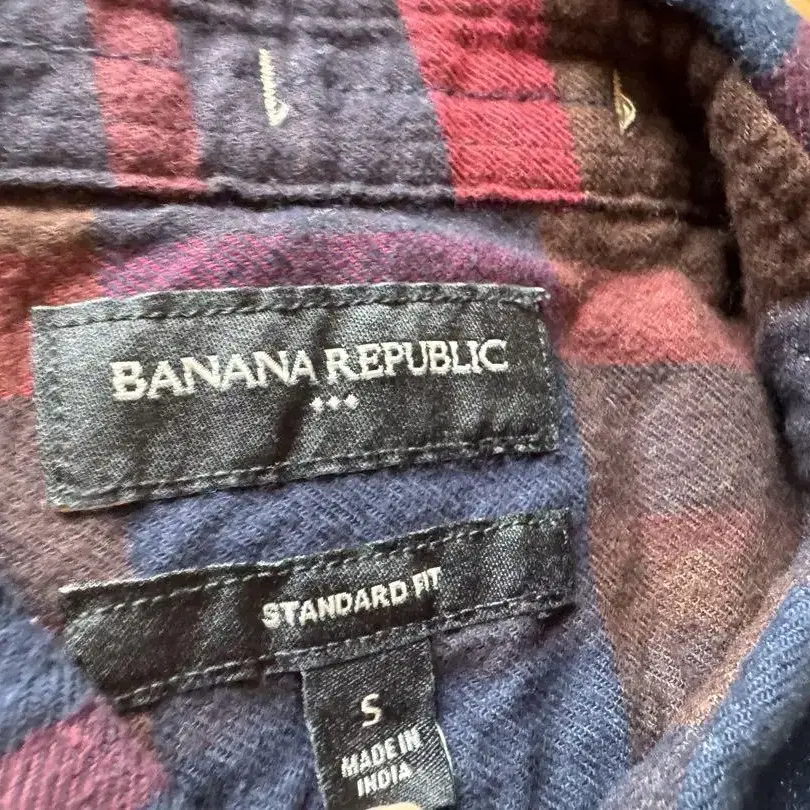 BANANA REPUBLIC
STANDARD FIT
S
MADE IN
INDIA